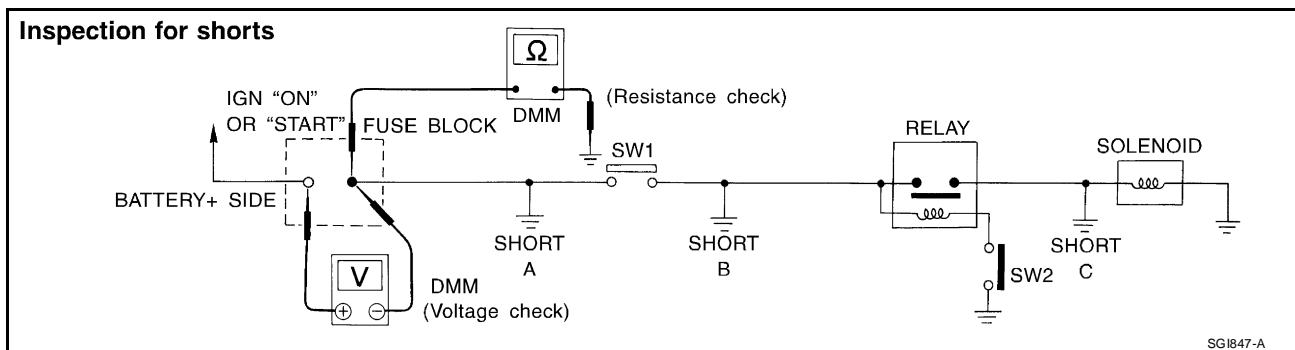 Inspection for shorts
Ω
IGN "ON"
OR "START"
FUSE BLOCK
DMM
(Resistance check)
SW1
RELAY
SOLENOID
BATTERY+ SIDE
SHORT
A
SHORT
B
SHORT
C
SW2
V
+ −
DMM
(Voltage check)
SGI847-A